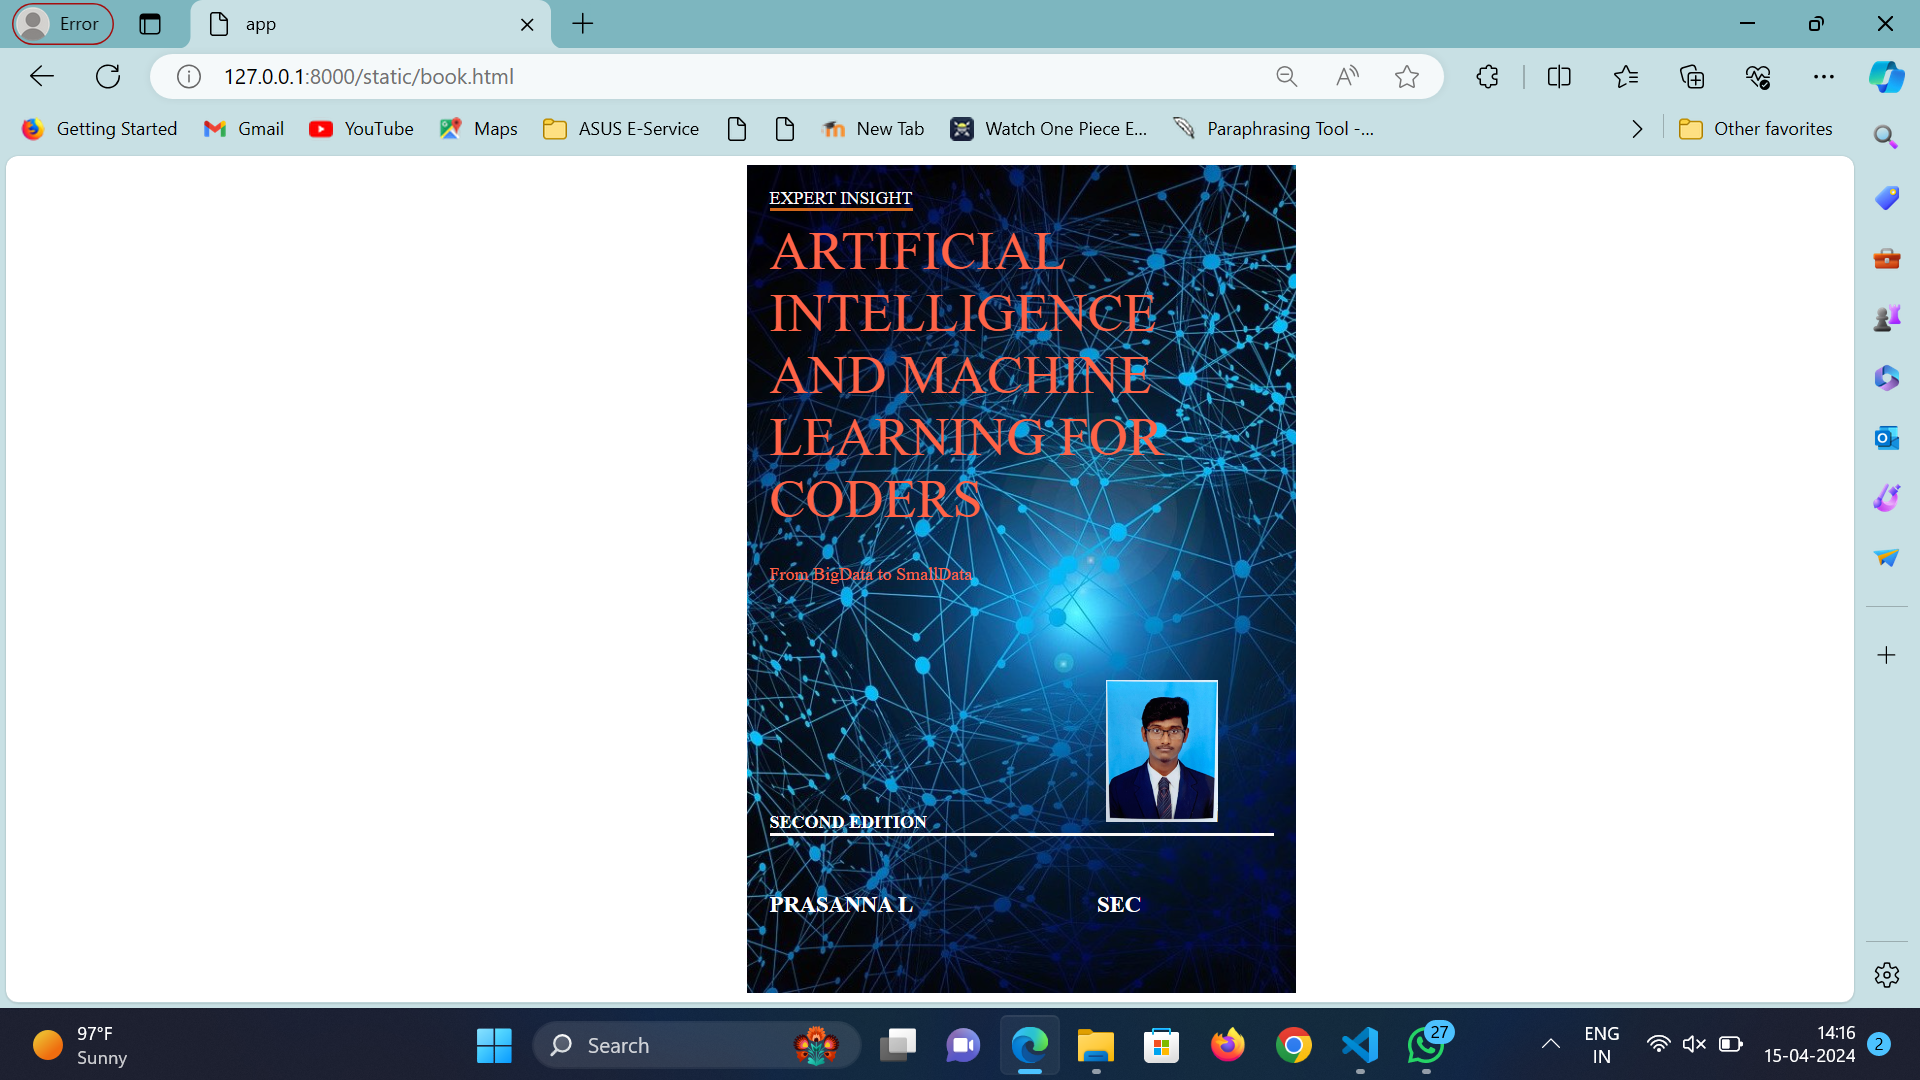 Error
app
127.0.0.1:8000/static/book.html
Getting Started
Gmail
YouTube
Maps
ASUS E-Service
New Tab
Watch One Piece E...
Paraphrasing Tool -...
Other favorites
EXPERT INSIGHT
ARTIFICIAL
INTELLIGENCE
AND MACHINE
LEARNING FOR
CODERS
From BigData to SmallData
SECOND EDITION
PRASANNA L
SEC
97°F
Sunny
Search
27
ENG
IN
14:16
15-04-2024
2